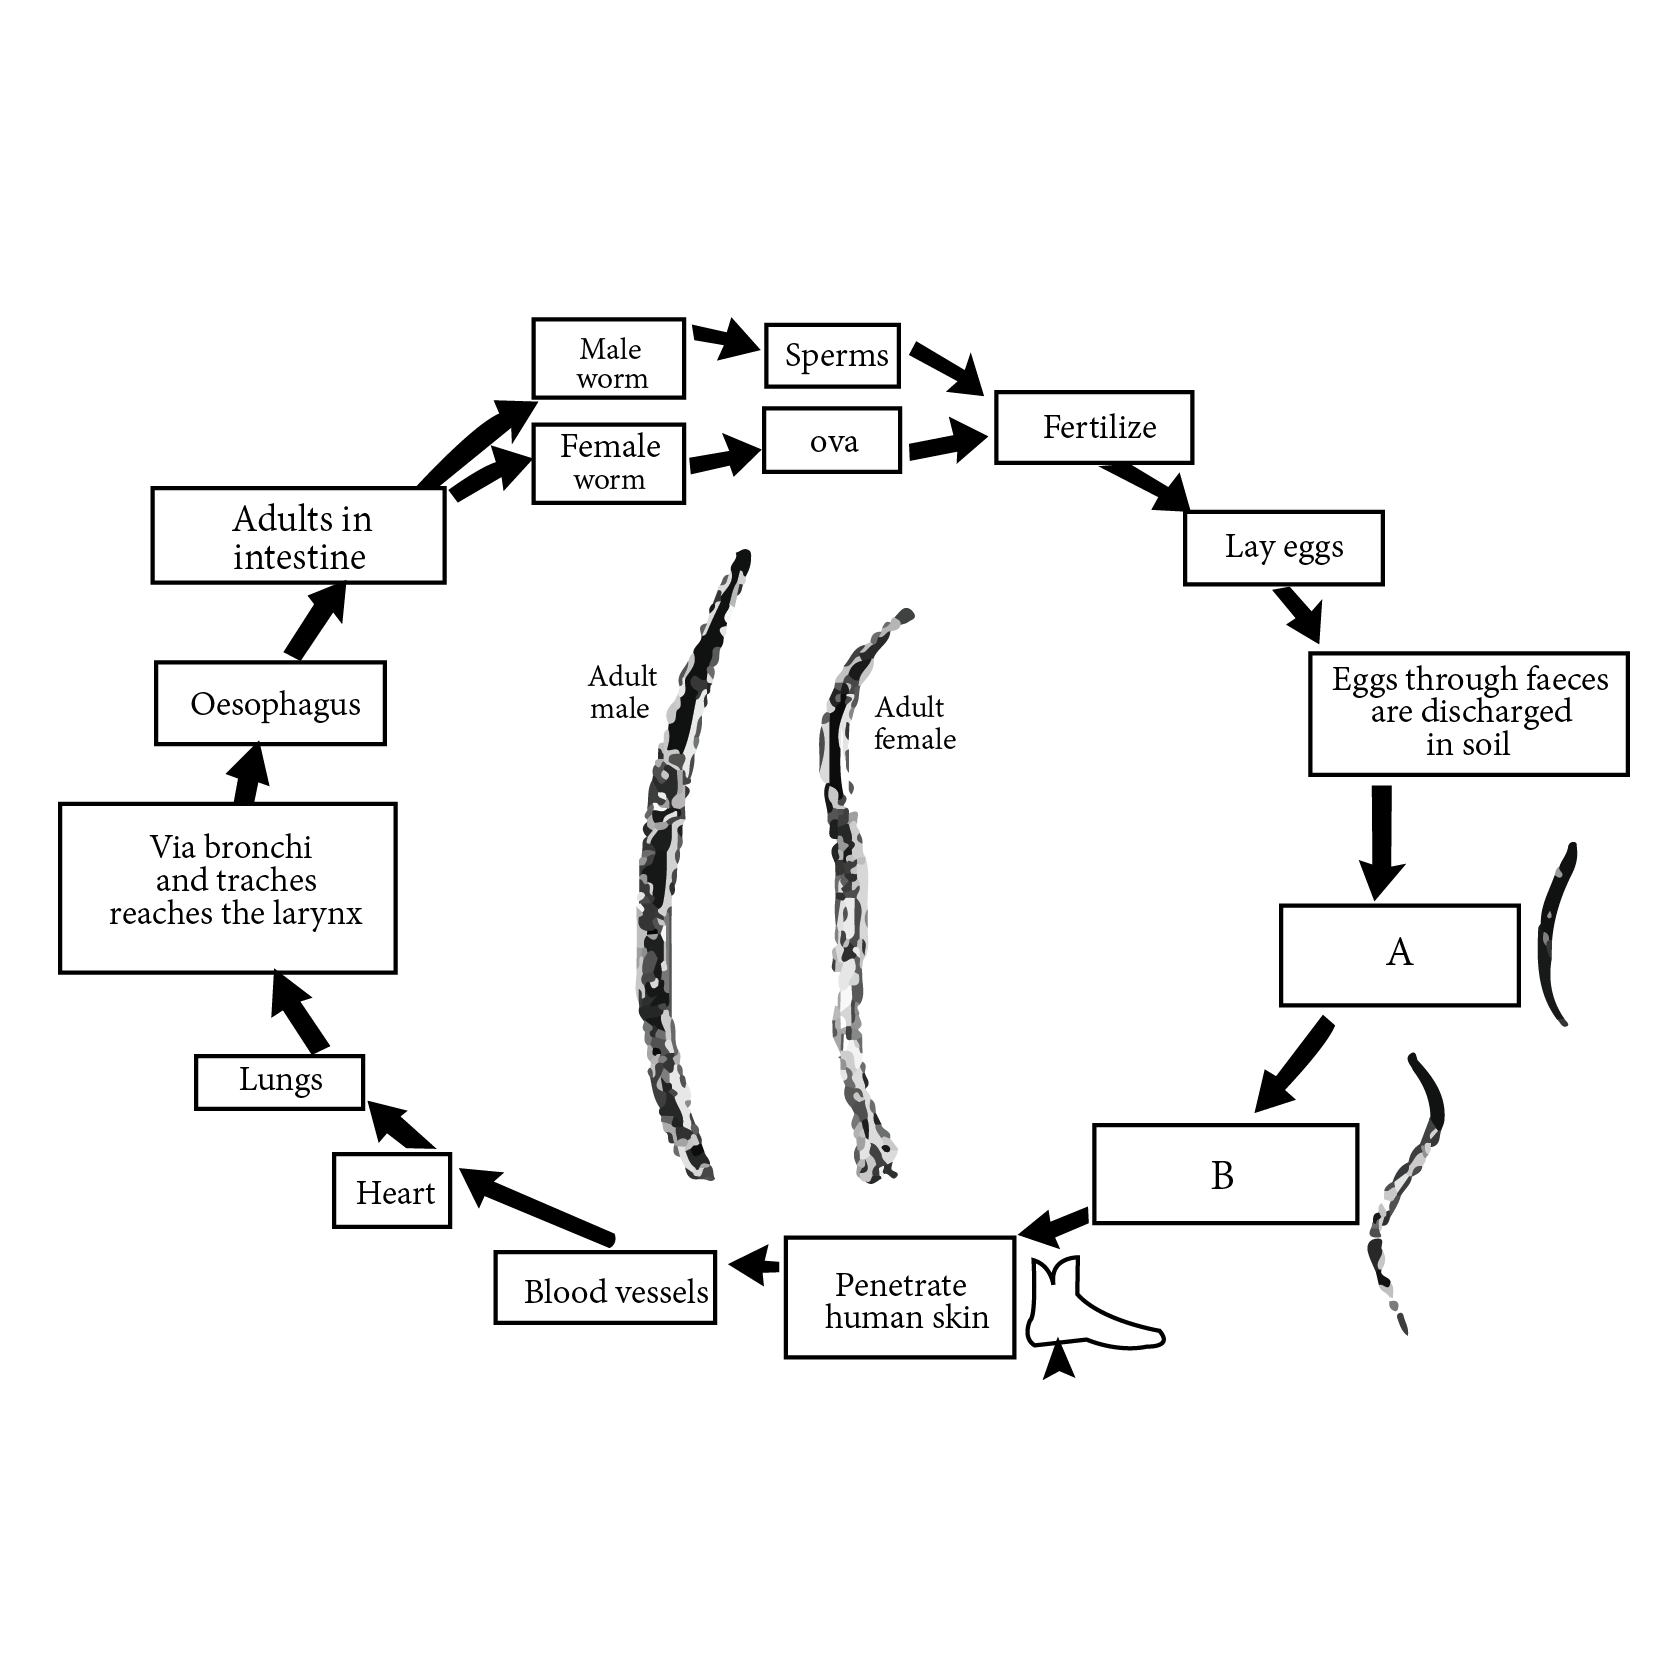 Male
worm
Sperms
Female
worm
ova
Fertilize
Lay eggs
Eggs through faeces
are discharged
in soil
A
B
Penetrate
human skin
Blood vessels
Heart
Lungs
Via bronchi
and traches
reaches the larynx
Oesophagus
Adults in
intestine
Adult
male
Adult
female